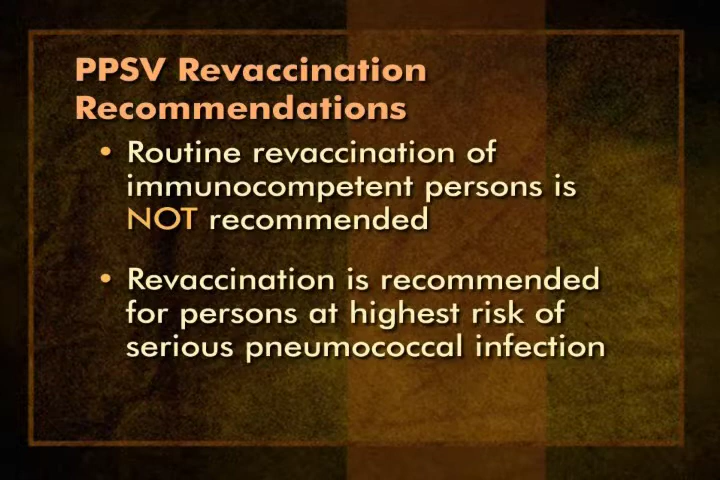 PPSV Revaccination
Recommendations
• Routine revaccination of
immunocompetent persons is
NOT recommended
• Revaccination is recommended
for persons at highest risk of
serious pneumococcal infection